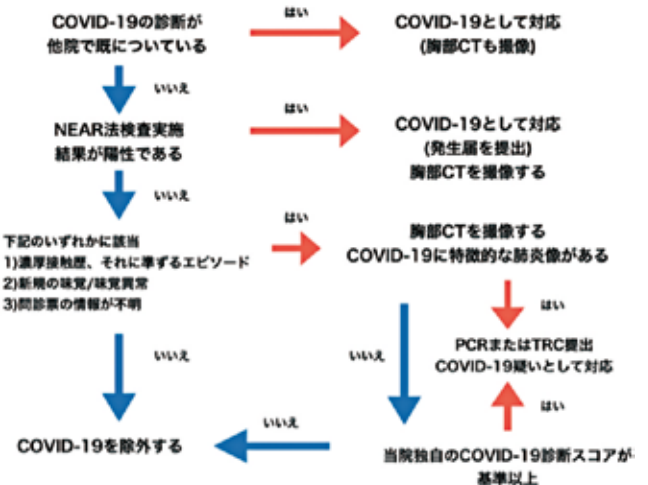 COVID-19の診断が
他院で既についている
はい
COVID-19として対応
(胸部CTも撮像)
いいえ
NEAR法検査実施
結果が陽性である
はい
COVID-19として対応
(発生届を提出)
胸部CTを撮像する
いいえ
下記のいずれかに該当
1)濃厚接触歴、それに準ずるエピソード
2)新規の味覚/味覚異常
3)問診票の情報が不明
はい
胸部CTを撮像する
COVID-19に特徴的な肺炎像がある
はい
PCRまたはTRC提出
COVID-19疑いとして対応
いいえ
いいえ
はい
当院独自のCOVID-19診断スコアが
基準以上
いいえ
COVID-19を除外する